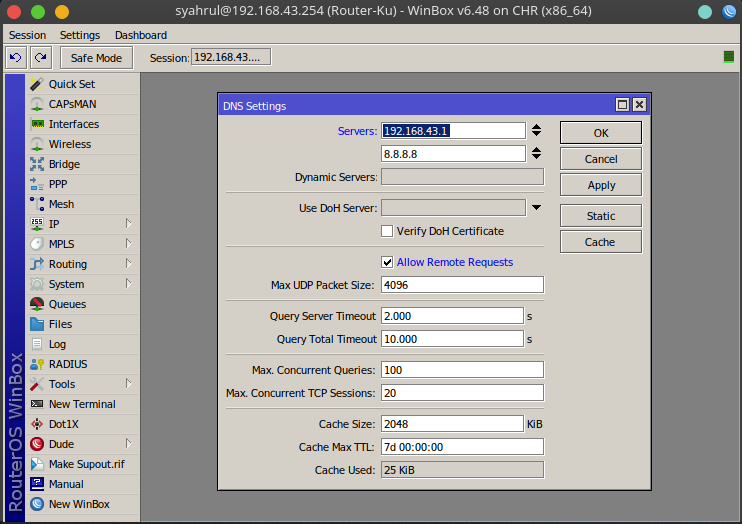 syahrul@192.168.43.254 (Router-Ku) - WinBox v6.48 on CHR (x86_64)
Session Settings Dashboard
Safe Mode Session: 192.168.43....
Quick Set
CAPsMAN
Interfaces
Wireless
Bridge
PPP
Mesh
IP
MPLS
Routing
System
Queues
Files
Log
RADIUS
Tools
New Terminal
Dot1X
Dude
Make Supout.rif
Manual
New WinBox
RouterOS WinBox
DNS Settings
Servers: 192.168.43.1
8.8.8.8
Dynamic Servers:
Use DoH Server:
Verify DoH Certificate
Allow Remote Requests
Max UDP Packet Size: 4096
Query Server Timeout 2.000 s
Query Total Timeout 10.000 s
Max. Concurrent Queries: 100
Max. Concurrent TCP Sessions: 20
Cache Size: 2048 KiB
Cache Max TTL: 7d 00:00:00
Cache Used: 25 KiB
OK
Cancel
Apply
Static
Cache